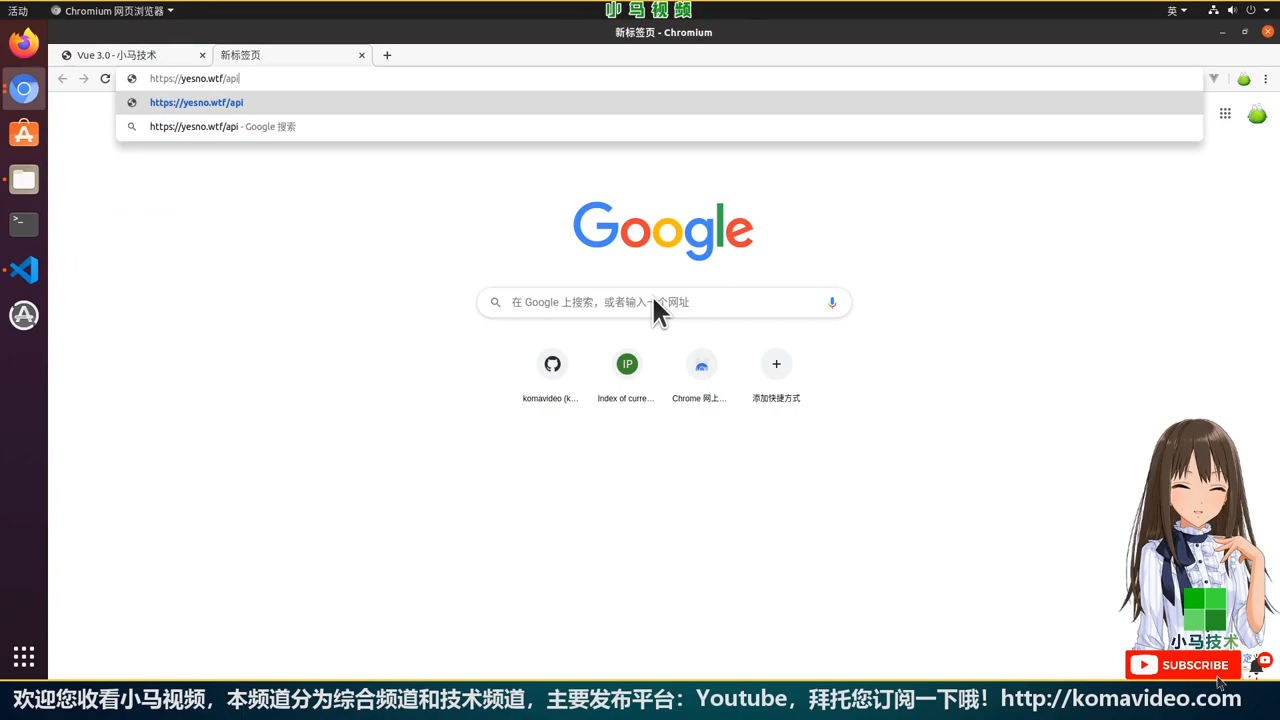 小马视频
活动
Chromium 网页浏览器
英
新标签页 - Chromium
Vue 3.0 - 小马技术
新标签页
https://yesno.wtf/api
https://yesno.wtf/api
https://yesno.wtf/api - Google 搜索
Google
在 Google 上搜索，或者输入一个网址
IP
komavideo (k...
Index of curre...
Chrome 网上...
添加快捷方式
小马技术
SUBSCRIBE
欢迎您收看小马视频，本频道分为综合频道和技术频道，主要发布平台：Youtube，拜托您订阅一下哦！http://komavideo.com